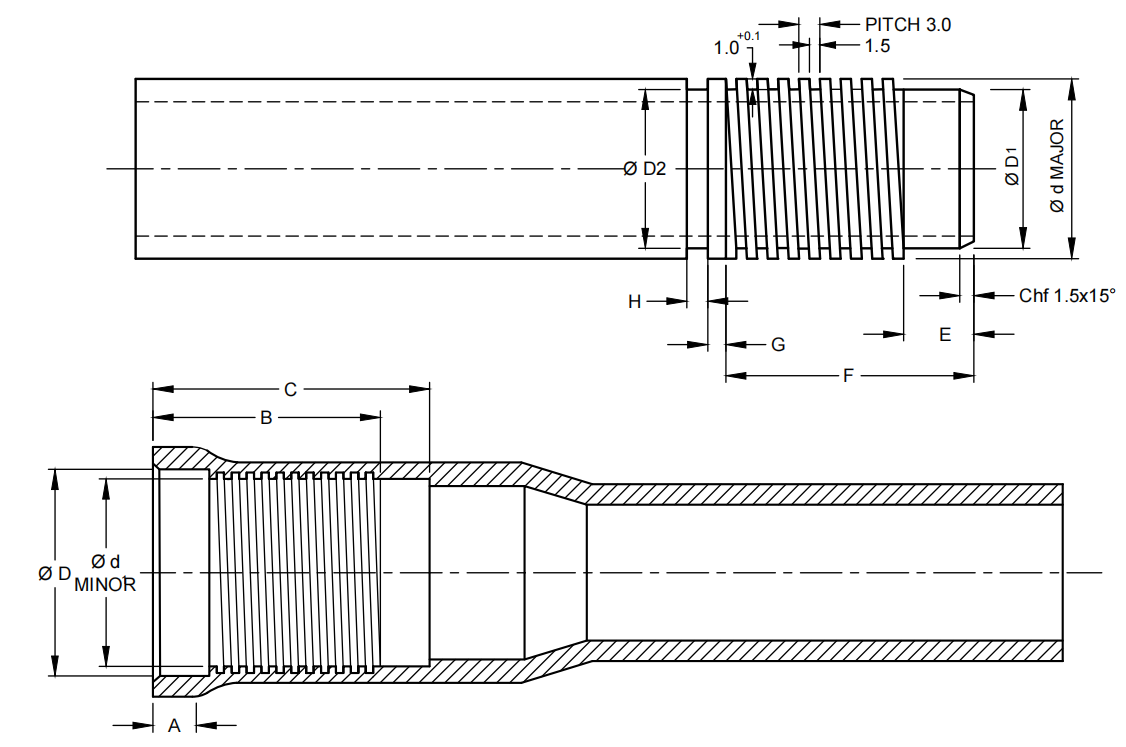 PITCH 3.0
1.0 +0.1
1.5
Ø D2
Ø D1
Ø d MAJOR
H
Chf 1.5x15°
E
G
F
C
B
Ø D
Ø d
MINOR
A